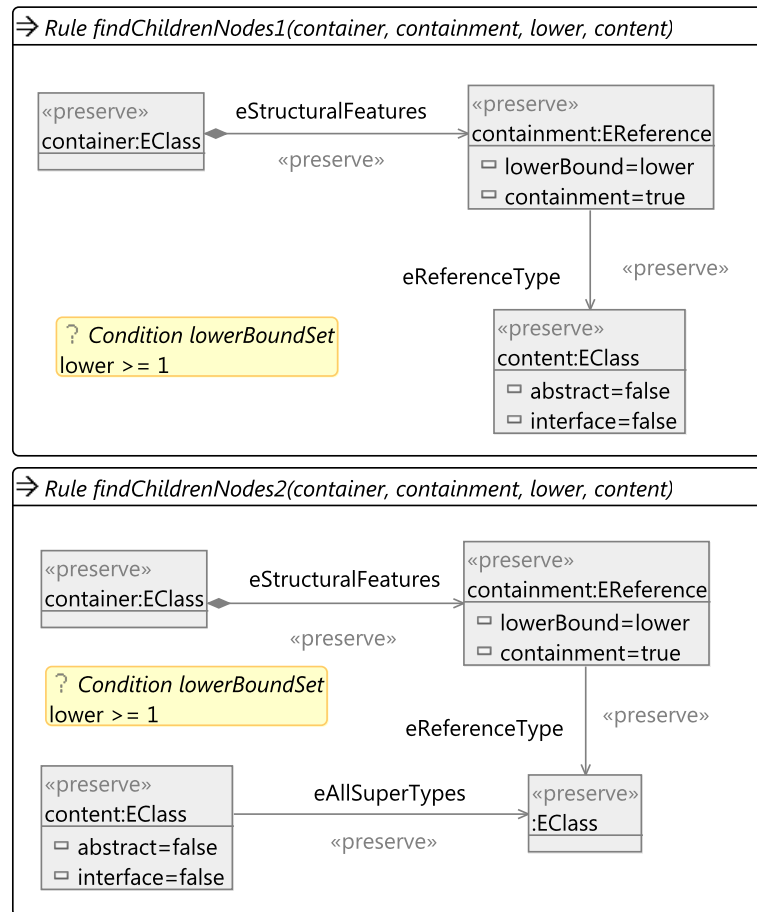 Rule findChildrenNodes1(container, containment, lower, content)
«preserve»
container:EClass
eStructuralFeatures
«preserve»
«preserve»
containment:EReference
lowerBound=lower
containment=true
eReferenceType
«preserve»
? Condition lowerBoundSet
lower >= 1
«preserve»
content:EClass
abstract=false
interface=false
Rule findChildrenNodes2(container, containment, lower, content)
«preserve»
container:EClass
eStructuralFeatures
«preserve»
«preserve»
containment:EReference
lowerBound=lower
containment=true
? Condition lowerBoundSet
lower >= 1
eReferenceType
«preserve»
«preserve»
content:EClass
abstract=false
interface=false
eAllSuperTypes
«preserve»
«preserve»
:EClass